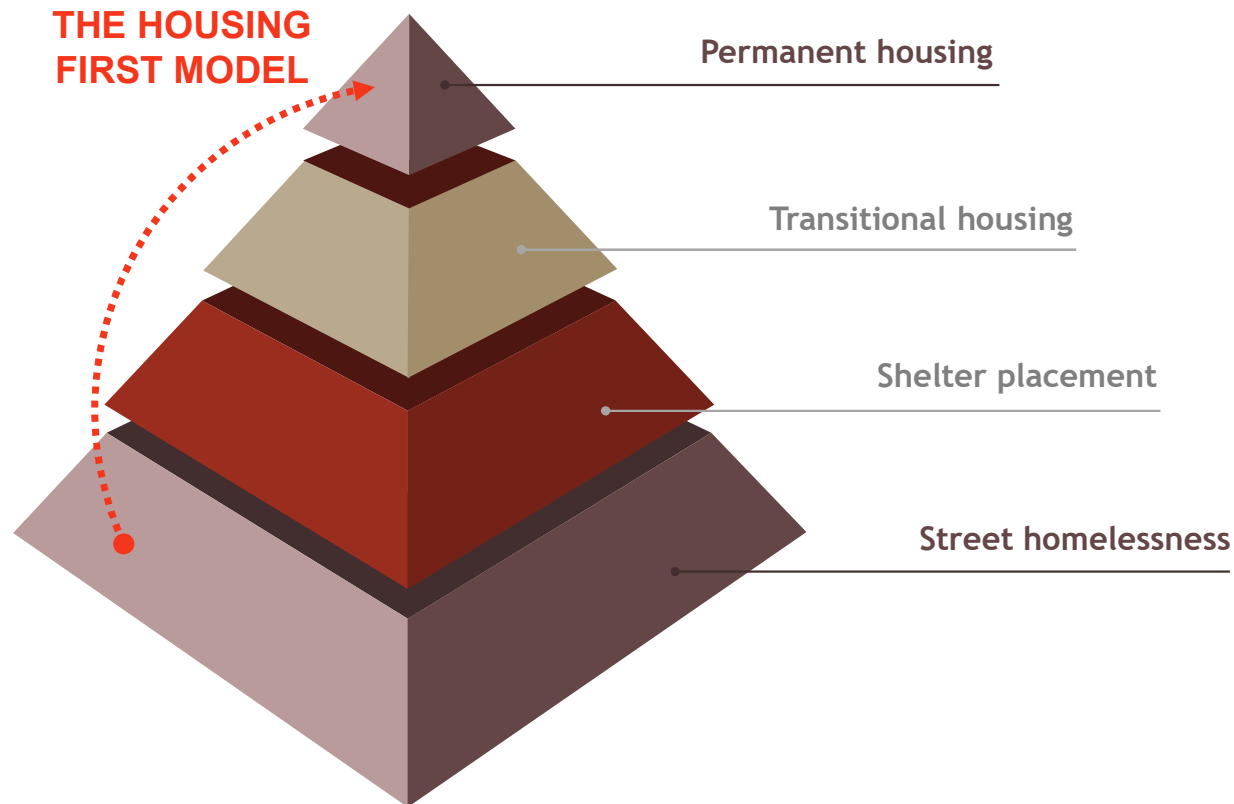 THE HOUSING
FIRST MODEL
Permanent housing
Transitional housing
Shelter placement
Street homelessness